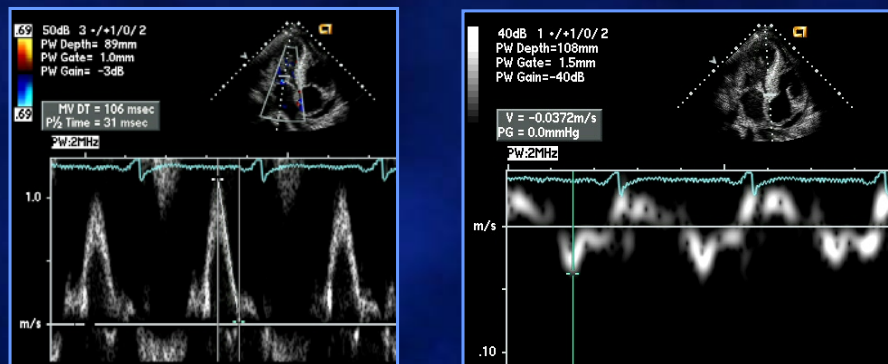 .69
.69
50dB 3 •/+1/0/2
PW Depth= 89mm
PW Gate= 1.0mm
PW Gain= -3dB
MV DT = 106 msec
P½ Time = 31 msec
PW:2MHz
1.0
m/s
40dB 1 •/+1/0/2
PW Depth=108mm
PW Gate= 1.5mm
PW Gain=-40dB
V = -0.0372m/s
PG = 0.0mmHg
PW:2MHz
m/s
.10